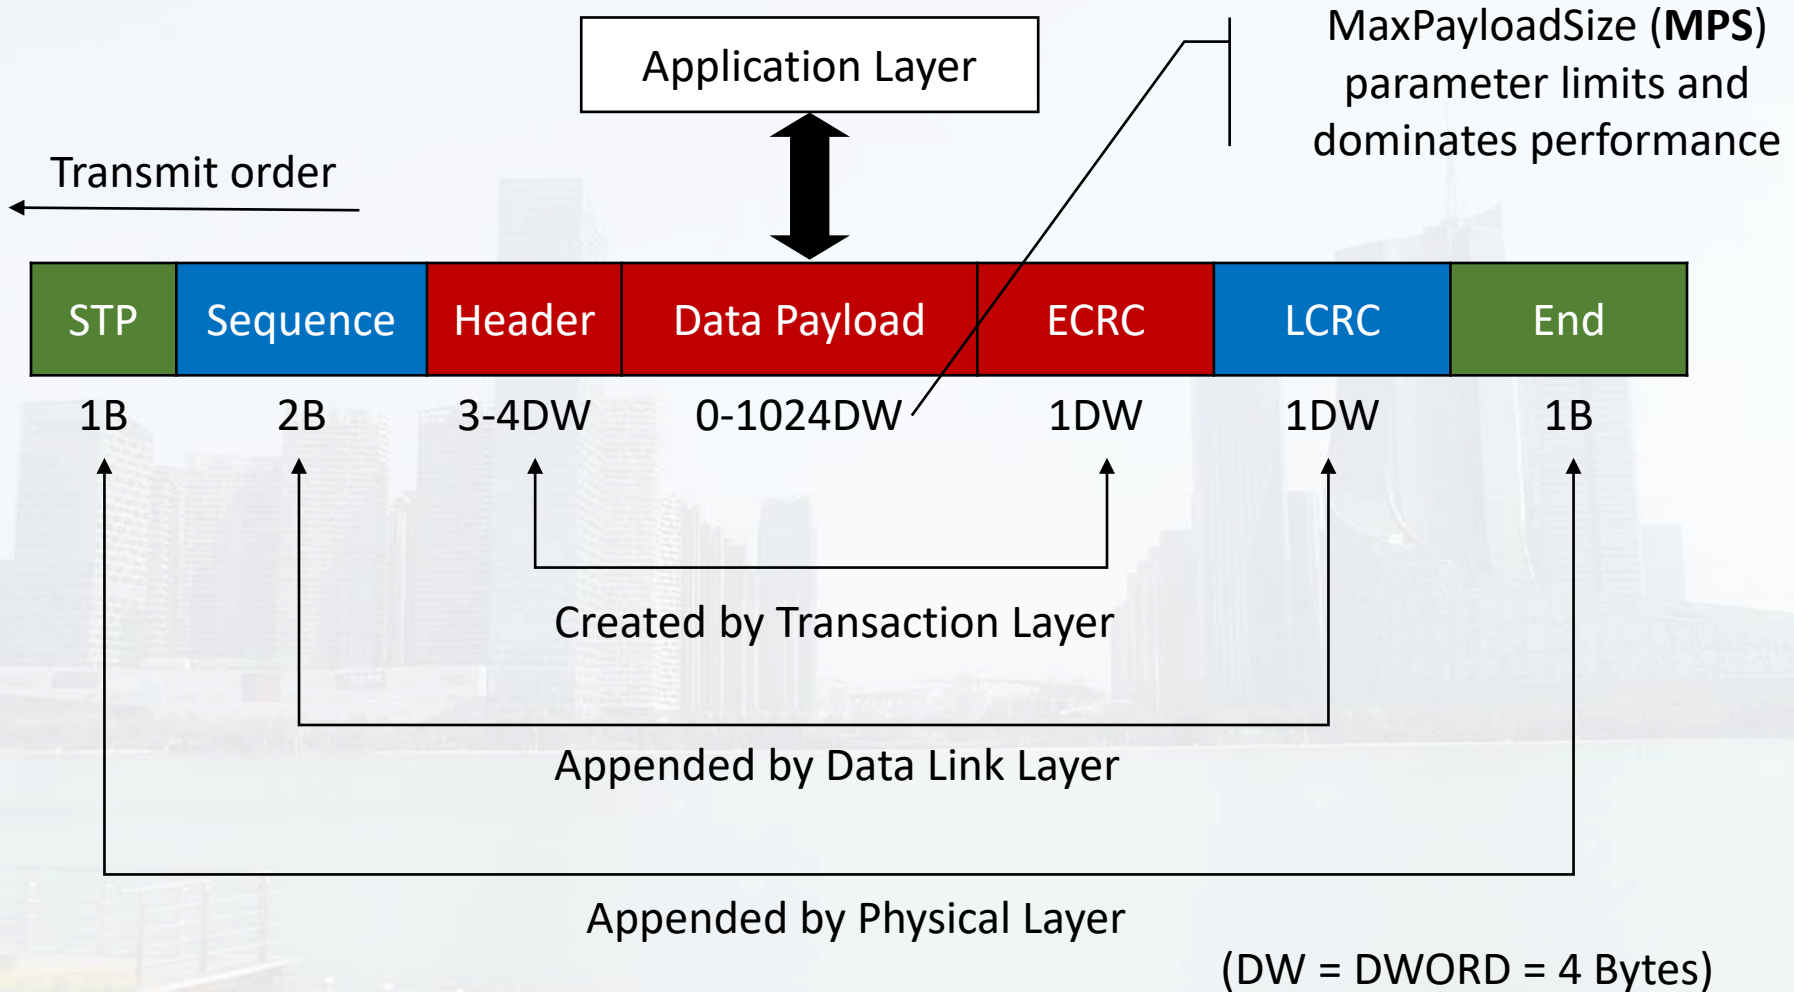 Application Layer
MaxPayloadSize (MPS)
parameter limits and
dominates performance
Transmit order
STP Sequence Header Data Payload ECRC LCRC End
1B 2B 3-4DW 0-1024DW 1DW 1DW 1B
Created by Transaction Layer
Appended by Data Link Layer
Appended by Physical Layer
(DW = DWORD = 4 Bytes)